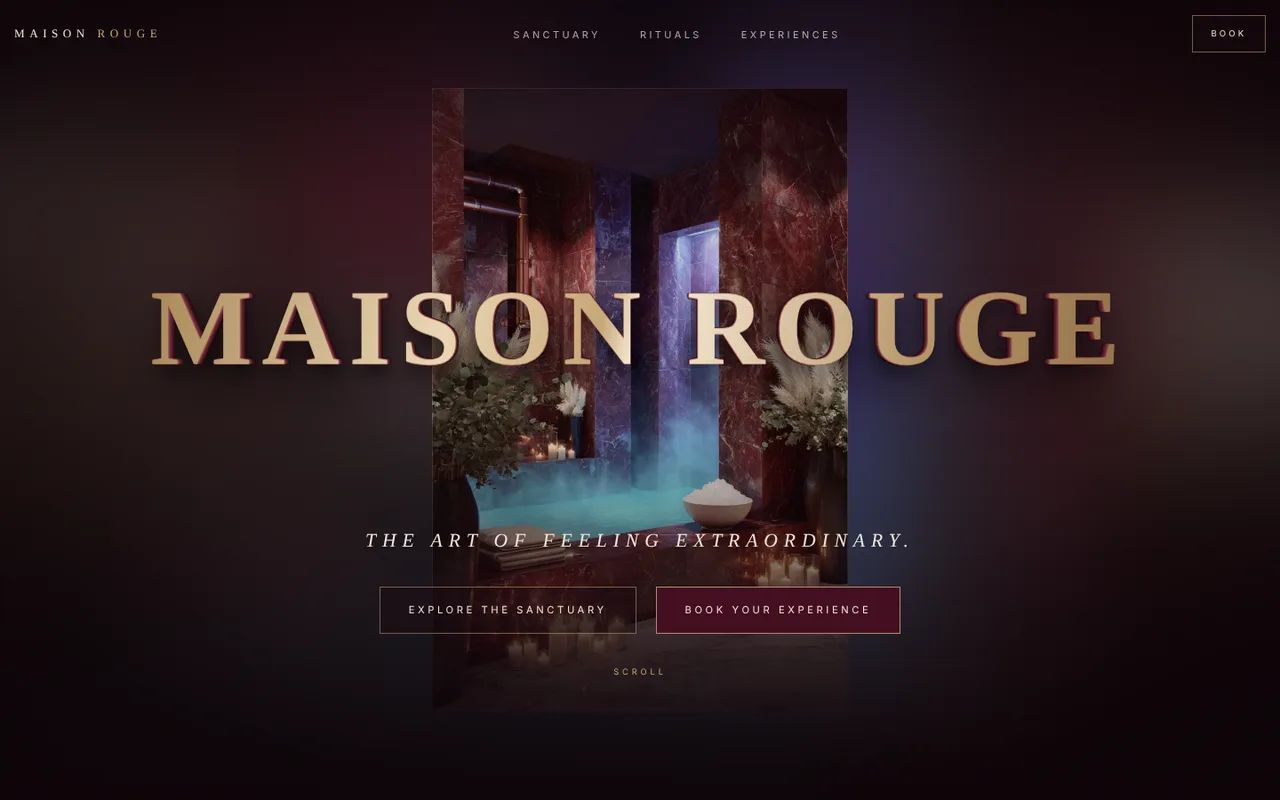 MAISON ROUGE
SANCTUARY
RITUALS
EXPERIENCES
BOOK
MAISON ROUGE
THE ART OF FEELING EXTRAORDINARY.
EXPLORE THE SANCTUARY
BOOK YOUR EXPERIENCE
SCROLL